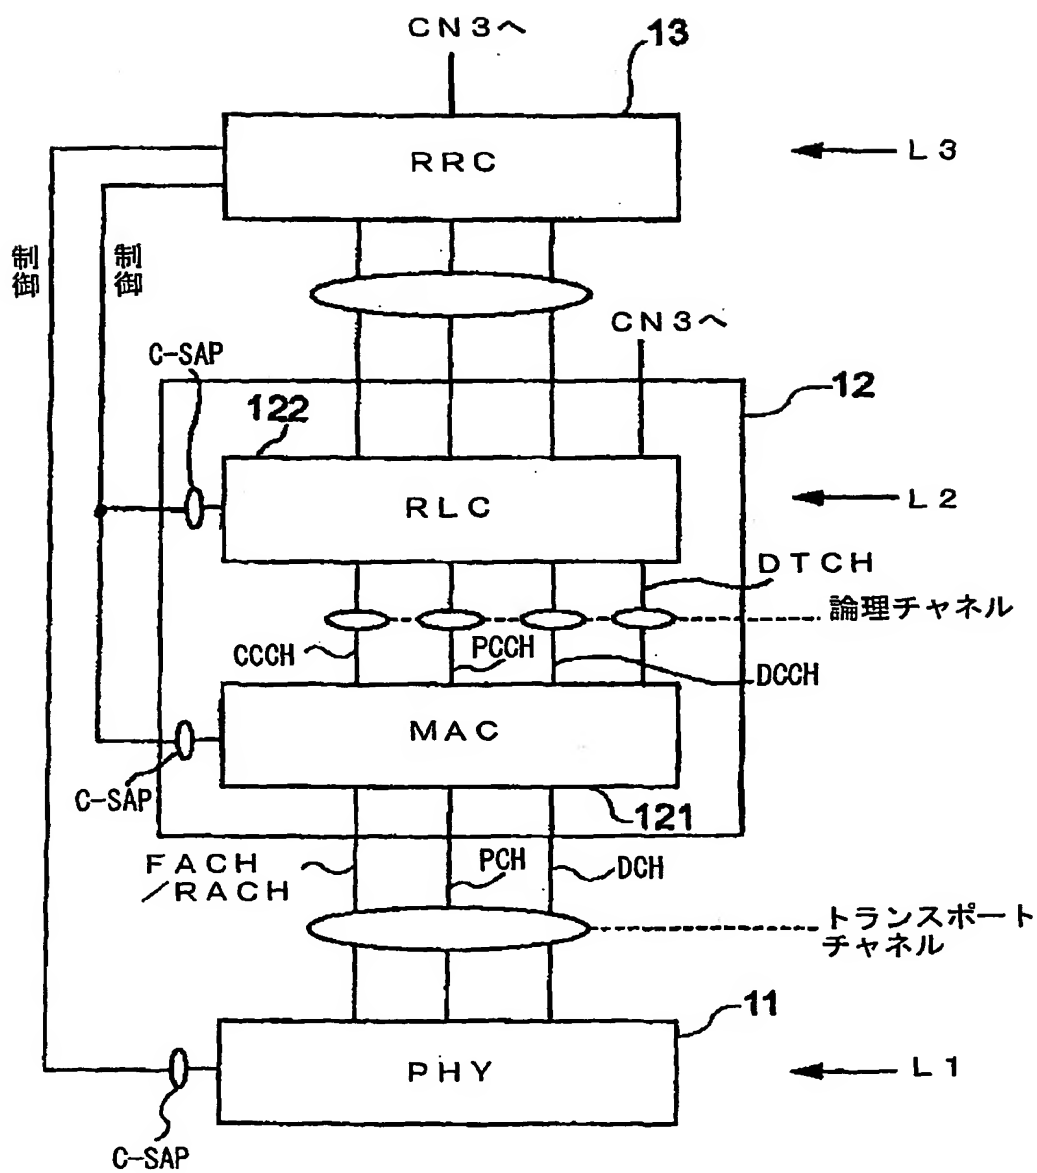 CN3へ
13
RRC
L3
制御
制御
CN3へ
C-SAP
12
122
RLC
L2
DTCH
論理チャネル
CCCH
PCCH
DCCH
MAC
C-SAP
121
FACH
/RACH
PCH
DCH
トランスポート
チャネル
11
PHY
L1
C-SAP